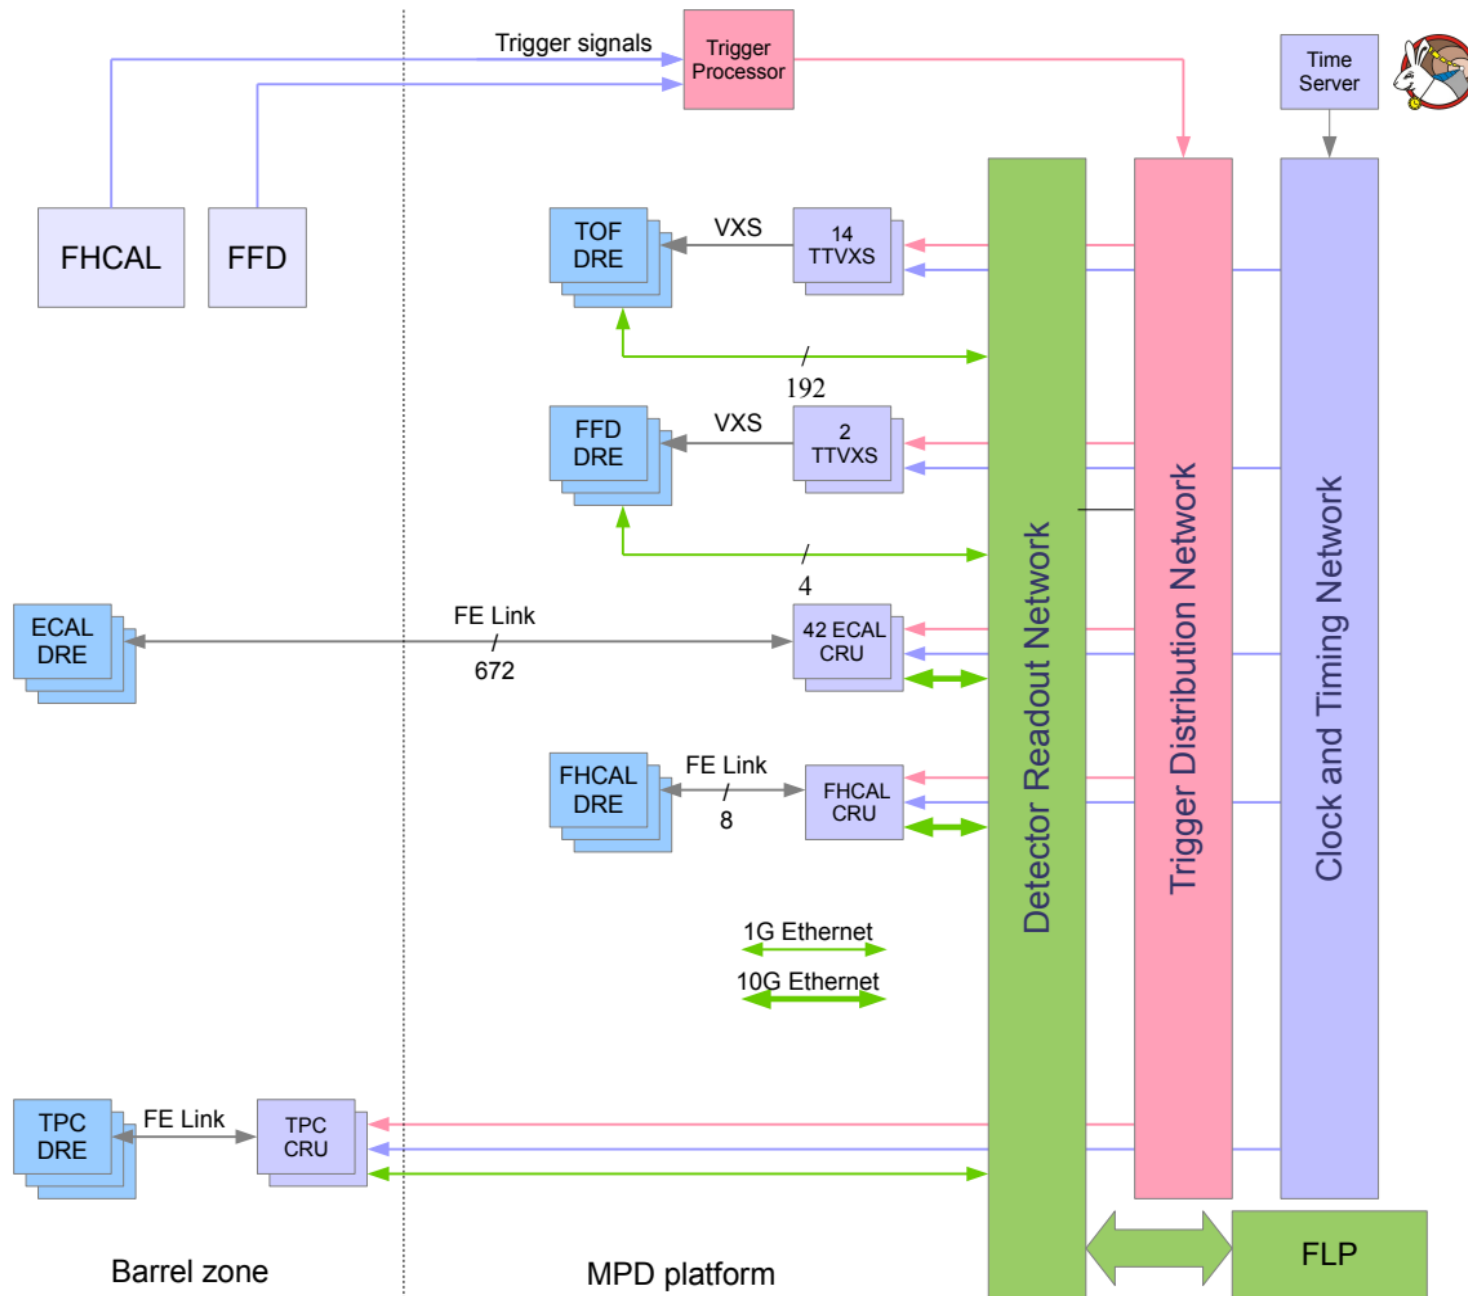 Trigger signals
Trigger
Processor
Time
Server
FHCAL
FFD
TOF
DRE
VXS
14
TTVXS
192
FFD
DRE
VXS
2
TTVXS
4
ECAL
DRE
FE Link
672
42 ECAL
CRU
FHCAL
DRE
FE Link
8
FHCAL
CRU
1G Ethernet
10G Ethernet
TPC
DRE
FE Link
TPC
CRU
Detector Readout Network
Trigger Distribution Network
Clock and Timing Network
FLP
Barrel zone
MPD platform